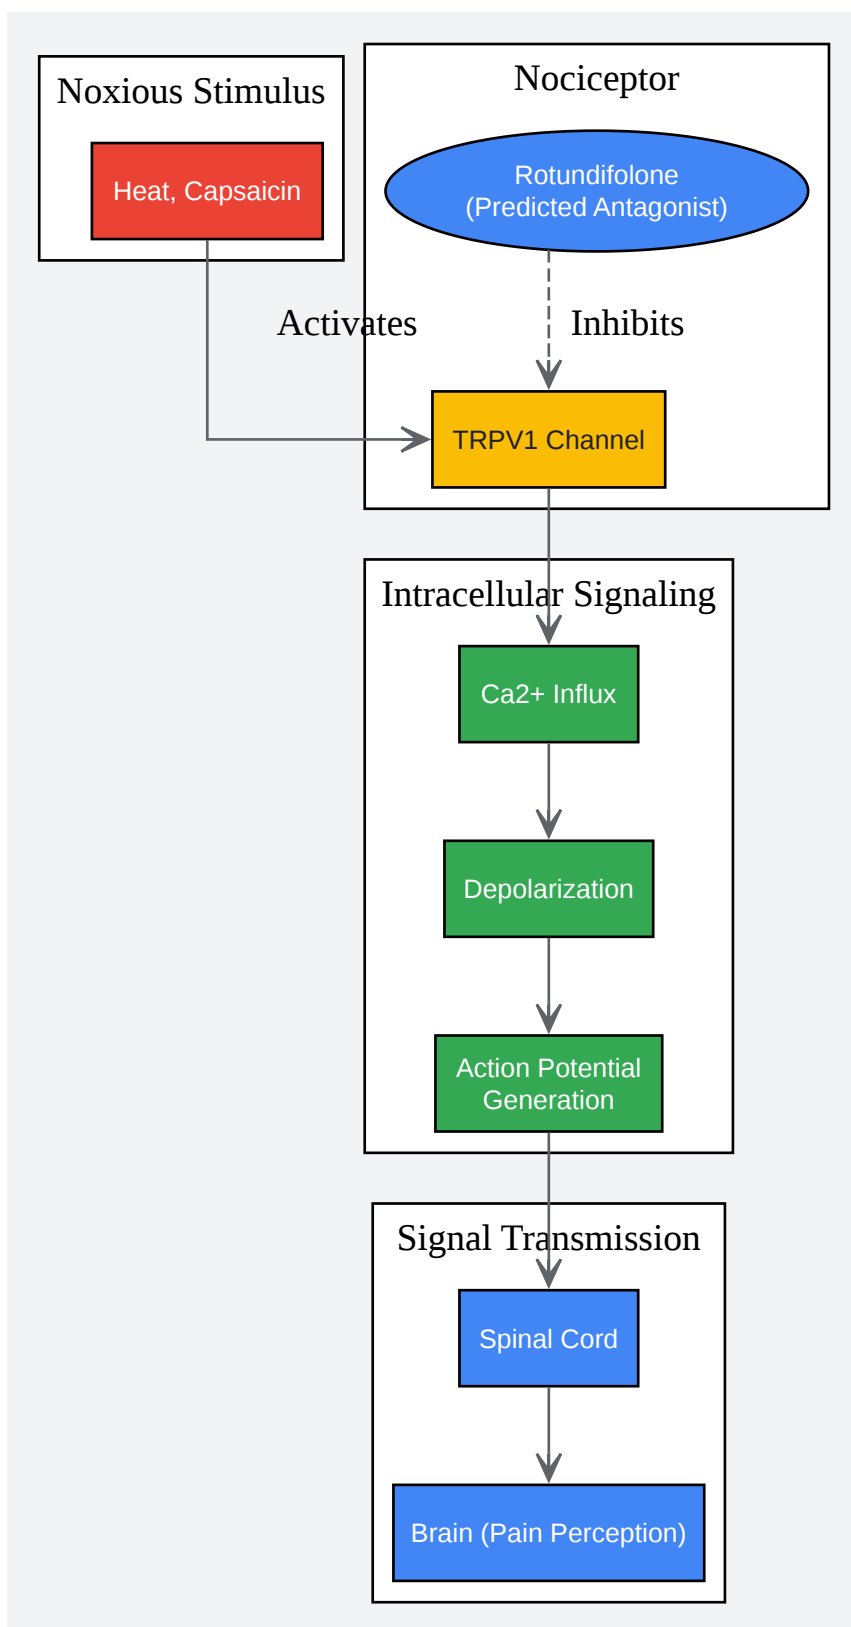 Noxious Stimulus
Heat, Capsaicin
Nociceptor
Rotundifolone
(Predicted Antagonist)
Activates
Inhibits
TRPV1 Channel
Intracellular Signaling
Ca2+ Influx
Depolarization
Action Potential
Generation
Signal Transmission
Spinal Cord
Brain (Pain Perception)